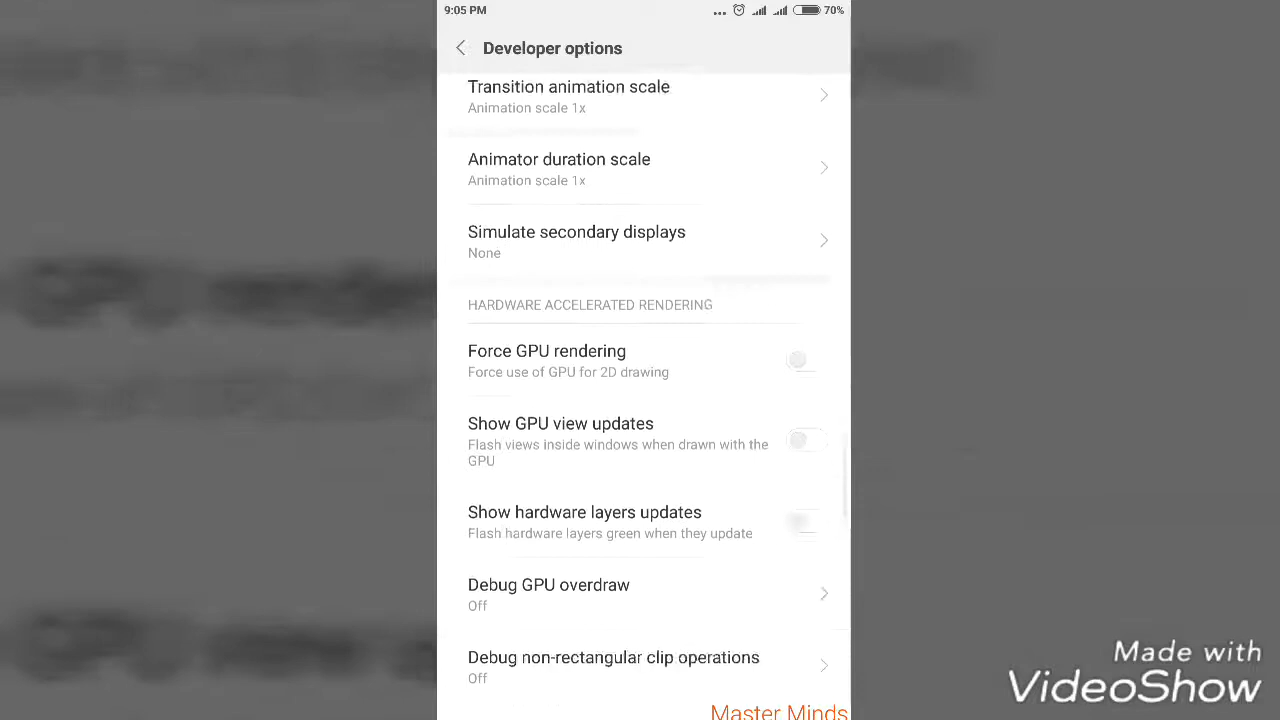 9:05 PM
70%
Developer options
Transition animation scale
Animation scale 1x
Animator duration scale
Animation scale 1x
Simulate secondary displays
None
HARDWARE ACCELERATED RENDERING
Force GPU rendering
Force use of GPU for 2D drawing
Show GPU view updates
Flash views inside windows when drawn with the
GPU
Show hardware layers updates
Flash hardware layers green when they update
Debug GPU overdraw
Off
Debug non-rectangular clip operations
Off
Made with
VideoShow
Master Minds